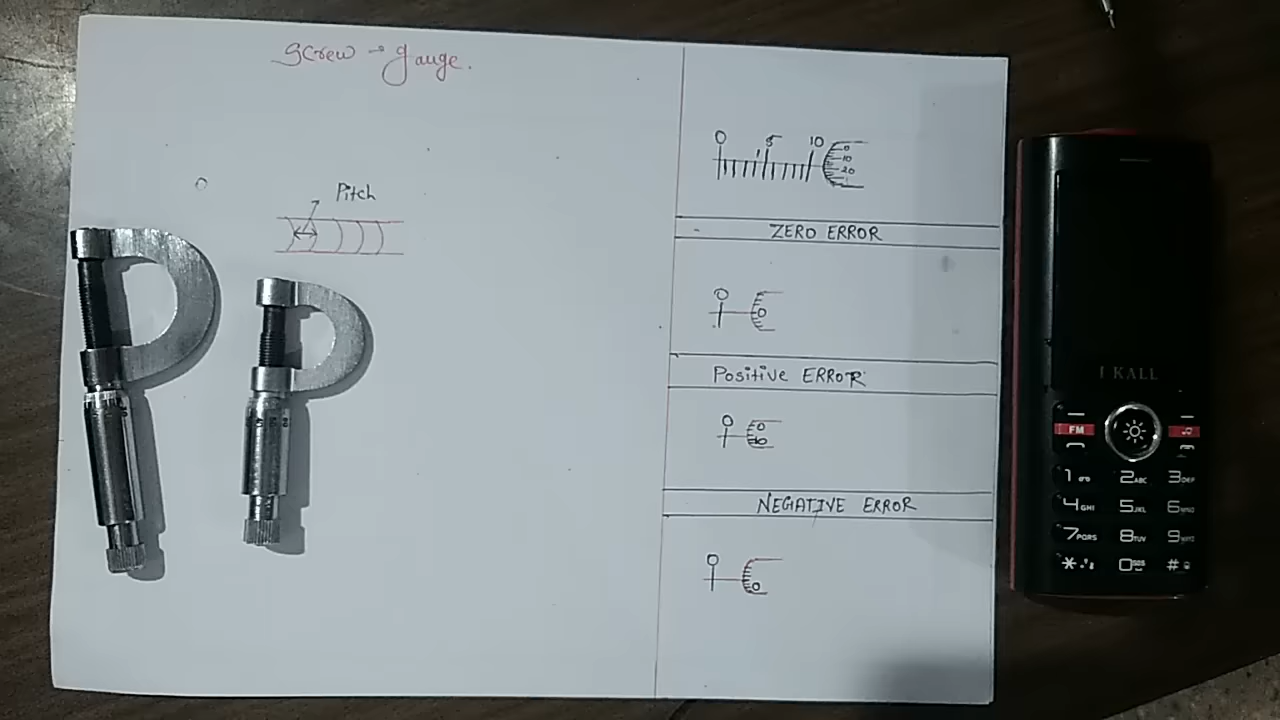 Screw - gauge.
Pitch
0 5 10
0
10
20
ZERO ERROR
0 0
Positive ERROR
0 0
10
NEGATIVE ERROR
0 0
I KALL
FM
1 2ABC 3DEF
4GHI 5JKL 6MNO
7PQRS 8TUV 9WXYZ
* 0 #